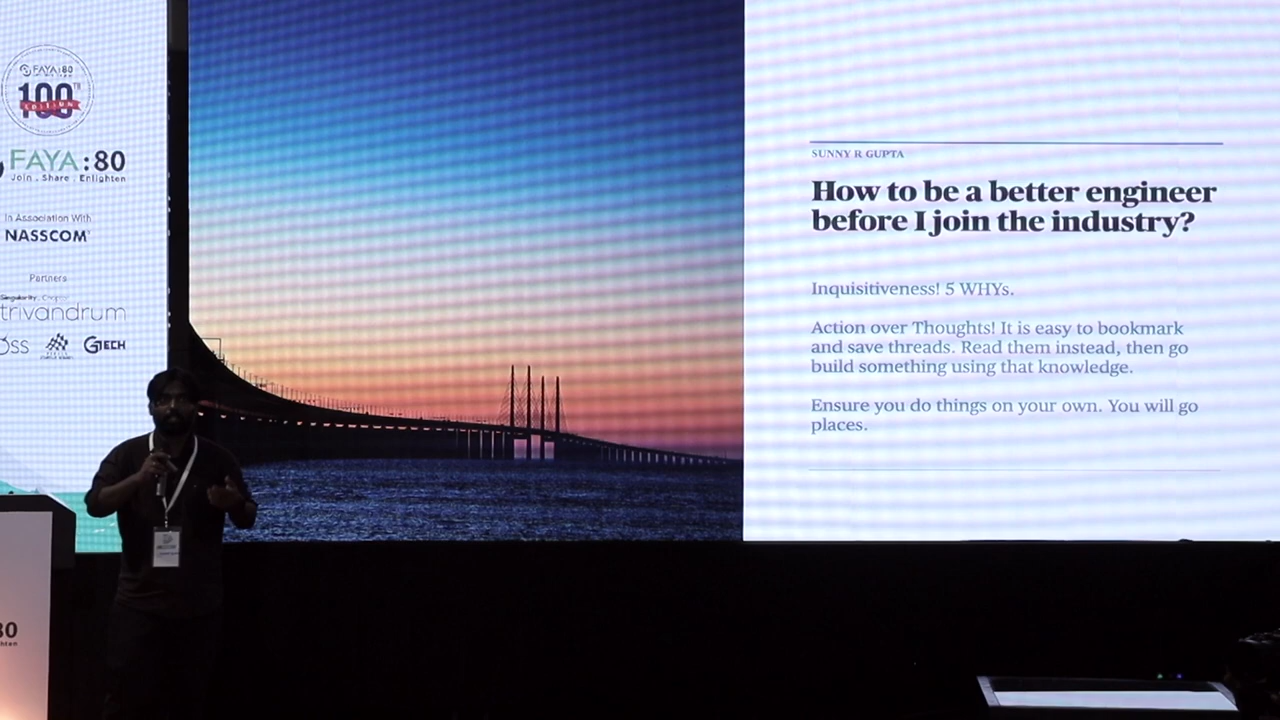 FAYA:80
100TH
EDITION
FAYA:80
Join . Share . Enlighten
In Association With
NASSCOM
Partners
Singularity
trivandrum
GTECH
80
SUNNY R GUPTA
How to be a better engineer
before I join the industry?
Inquisitiveness! 5 WHYs.
Action over Thoughts! It is easy to bookmark
and save threads. Read them instead, then go
build something using that knowledge.
Ensure you do things on your own. You will go
places.